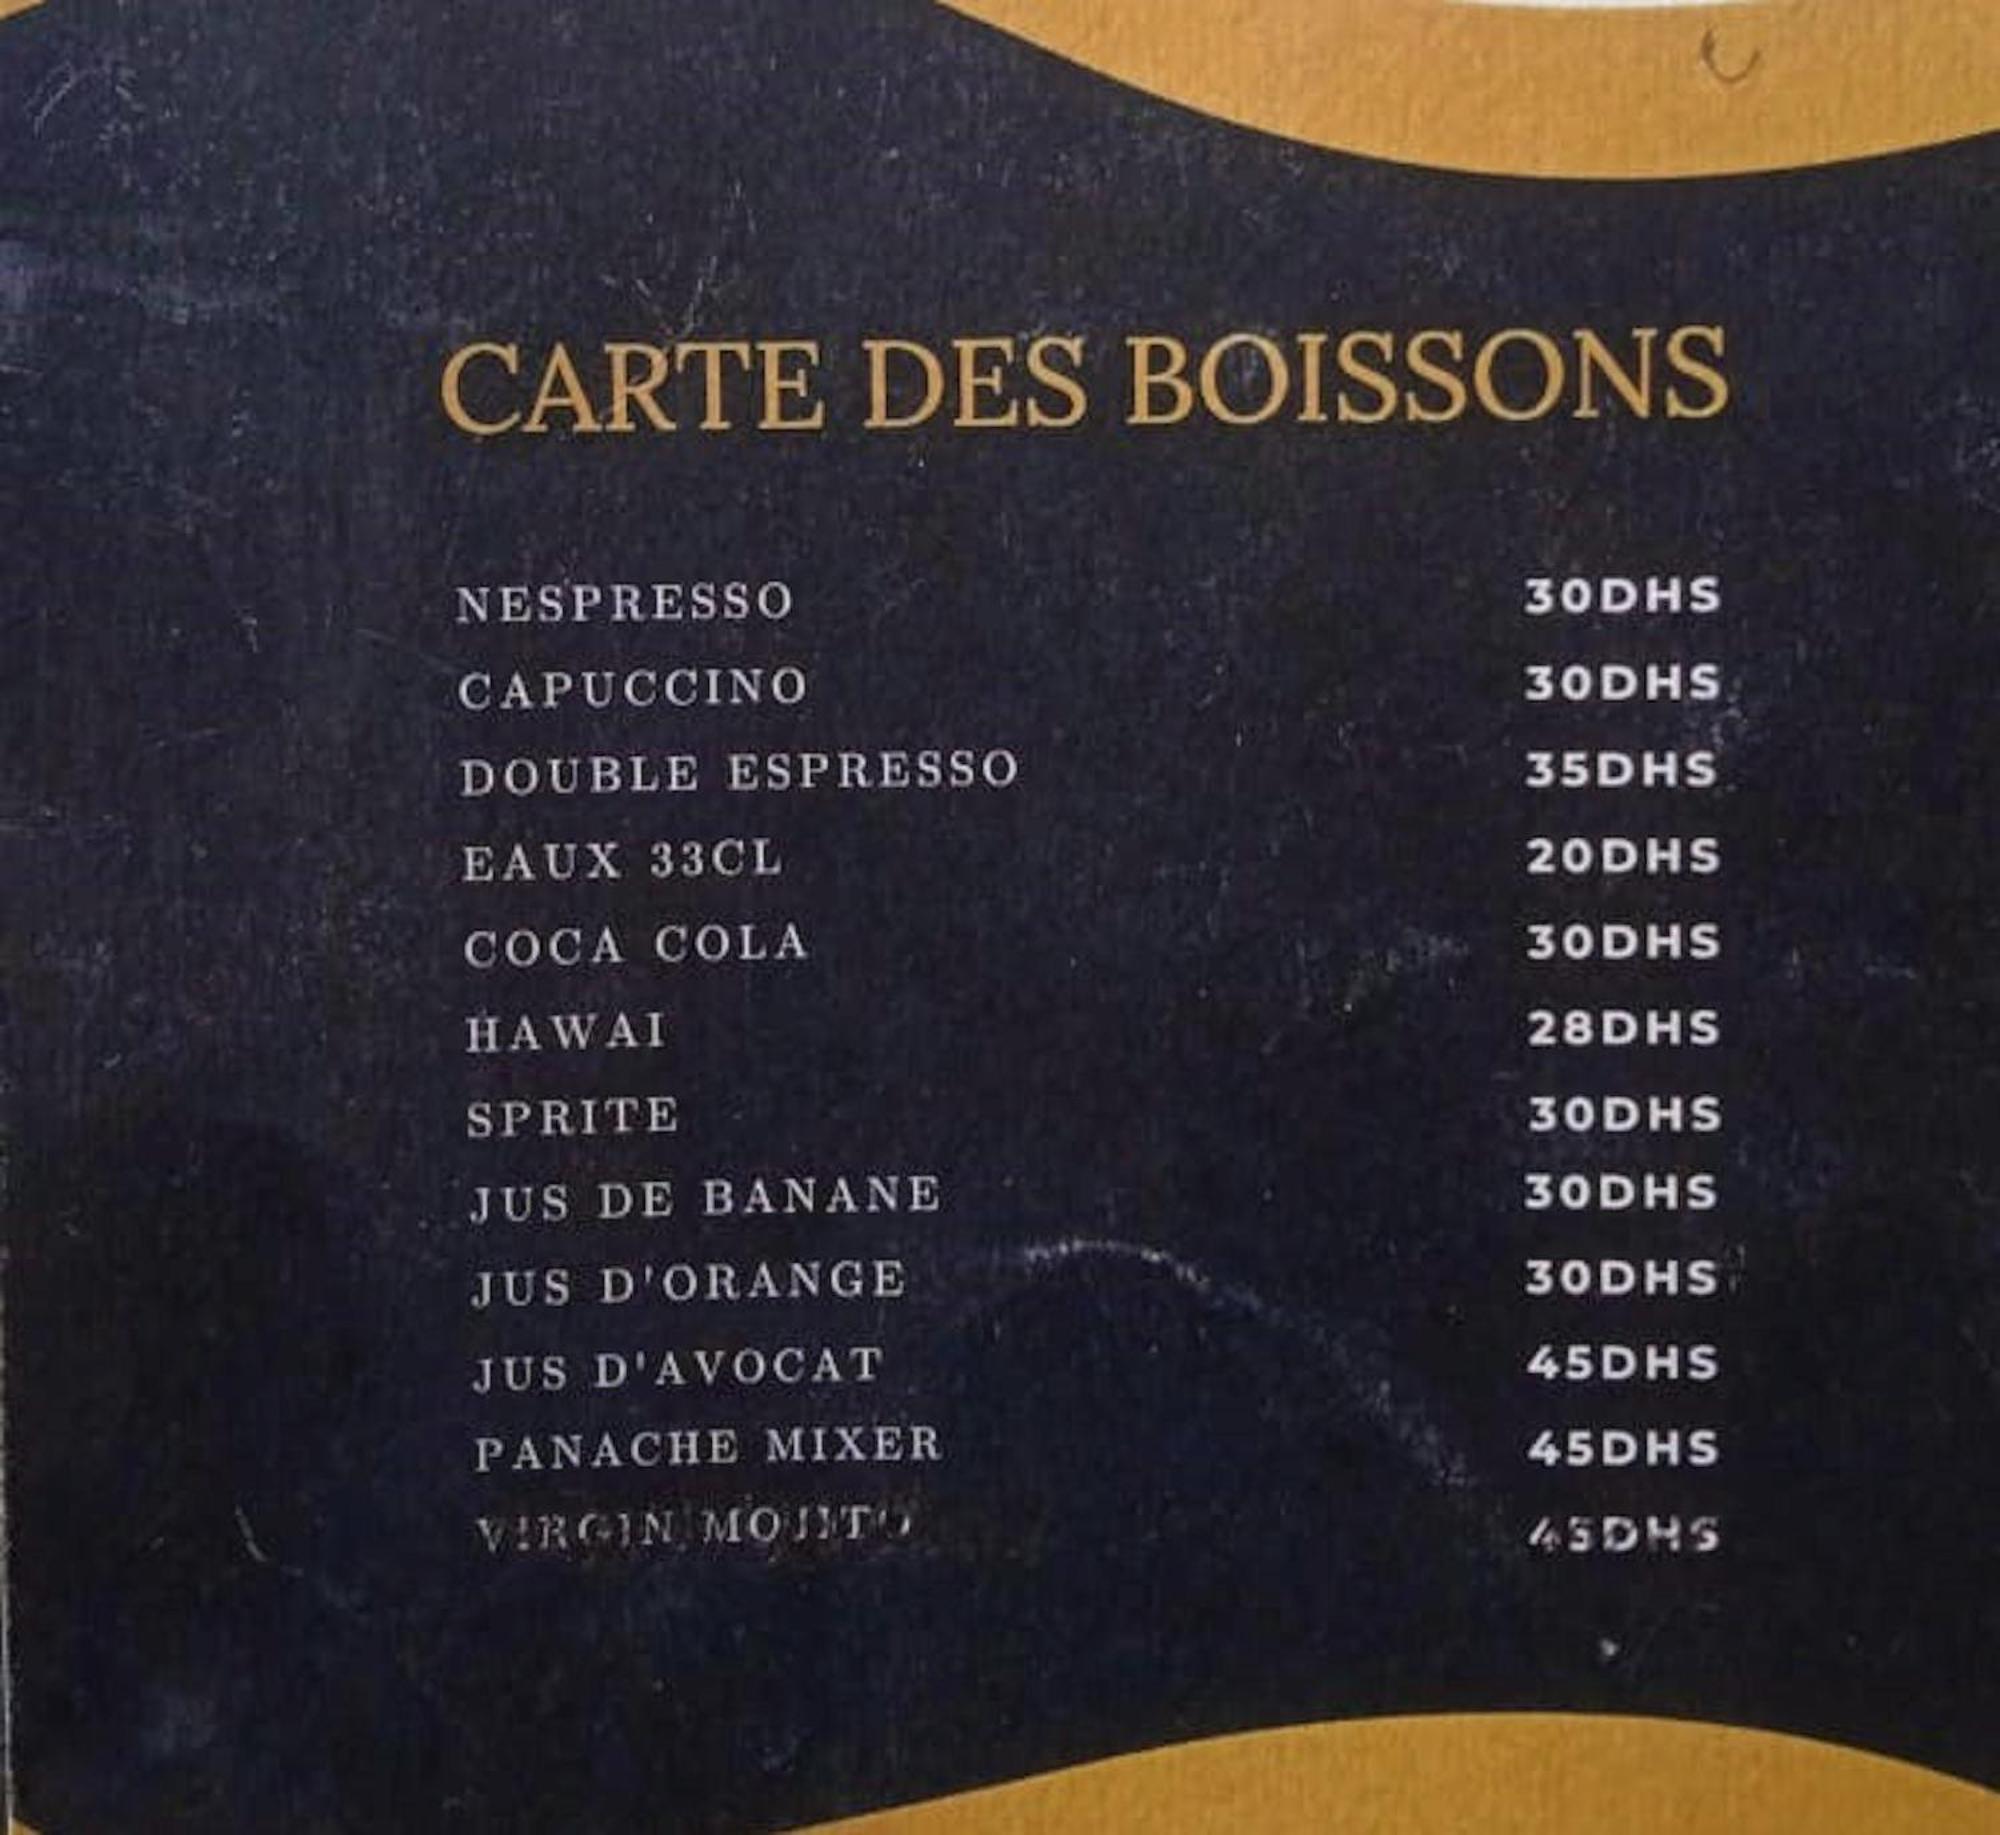 CARTE DES BOISSONS
NESPRESSO 30DHS
CAPUCCINO 30DHS
DOUBLE ESPRESSO 35DHS
EAUX 33CL 20DHS
COCA COLA 30DHS
HAWAI 28DHS
SPRITE 30DHS
JUS DE BANANE 30DHS
JUS D'ORANGE 30DHS
JUS D'AVOCAT 45DHS
PANACHE MIXER 45DHS
VIRGIN MOJITO 45DHS